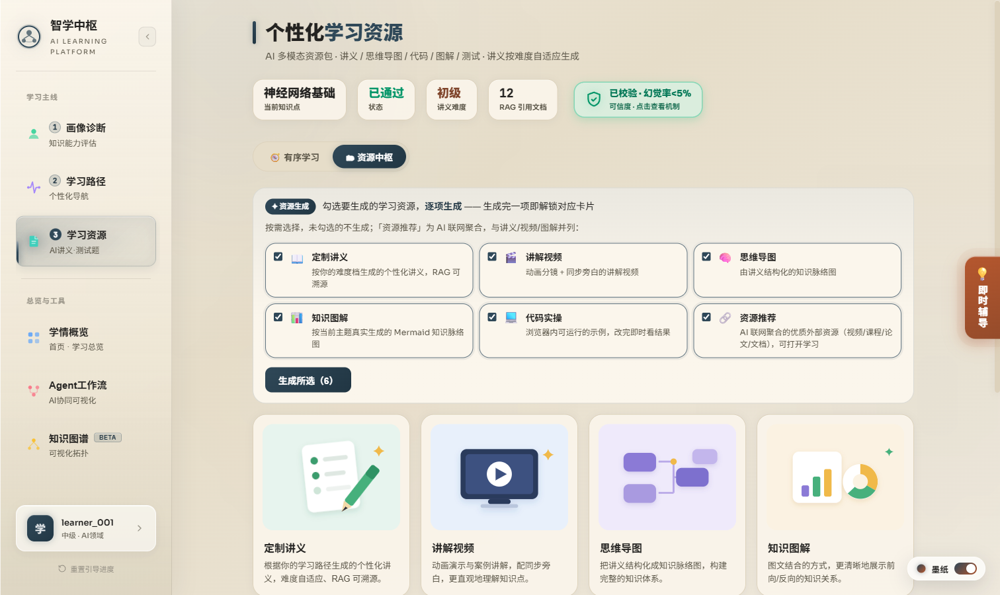 智学中枢
AI LEARNING
PLATFORM
学习主线
1 画像诊断
知识能力评估
2 学习路径
个性化导航
3 学习资源
AI讲义·测试题
总览与工具
学情概览
首页 · 学习总览
Agent工作流
AI协同可视化
知识图谱 BETA
可视化拓扑
学
learner_001
中级 · AI领域
重置引导进度
个性化学习资源
AI 多模态资源包 · 讲义 / 思维导图 / 代码 / 图解 / 测试 · 讲义按难度自适应生成
神经网络基础
当前知识点
已通过
状态
初级
讲义难度
12
RAG 引用文档
已校验 · 幻觉率<5%
可信度 · 点击查看机制
有序学习
资源中枢
✦ 资源生成 勾选要生成的学习资源，逐项生成 —— 生成完一项即解锁对应卡片
按需选择，未勾选的不生成；「资源推荐」为 AI 联网聚合，与讲义/视频/图解并列：
定制讲义
按你的难度档生成的个性化讲义，RAG 可
溯源
讲解视频
动画分镜 + 同步旁白的讲解视频
思维导图
由讲义结构化的知识脉络图
知识图解
按当前主题真实生成的 Mermaid 知识脉络
图
代码实操
浏览器内可运行的示例，改完即时看结果
资源推荐
AI 联网聚合的优质外部资源（视频/课程/论
文/文档），可打开学习
生成所选（6）
定制讲义
根据你的学习路径生成的个性化讲
义，难度自适应、RAG 可溯源。
讲解视频
动画演示与案例讲解，配同步旁
白，更直观地理解知识点。
思维导图
把讲义结构化成知识脉络图，构建
完整的知识体系。
知识图解
图文结合的方式，更清晰地展示前
向/反向的知识关系。
即时辅导
墨纸